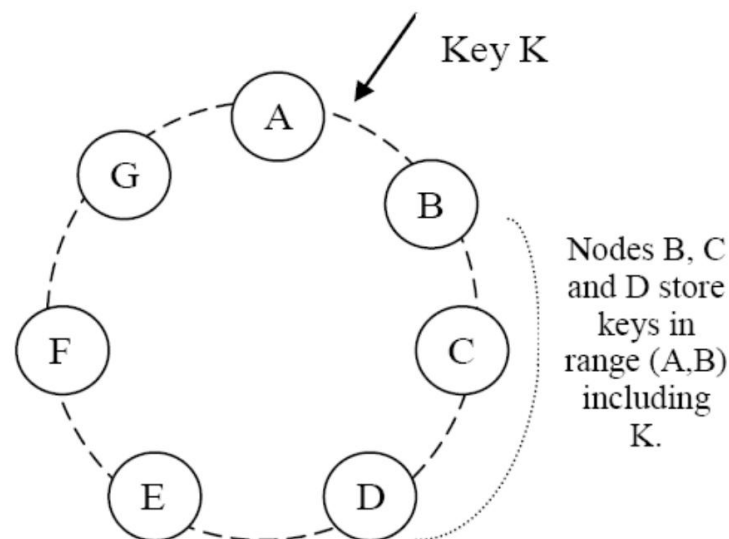 Key K
A
G
B
Nodes B, C
and D store
keys in
range (A,B)
including
K.
F
C
E
D